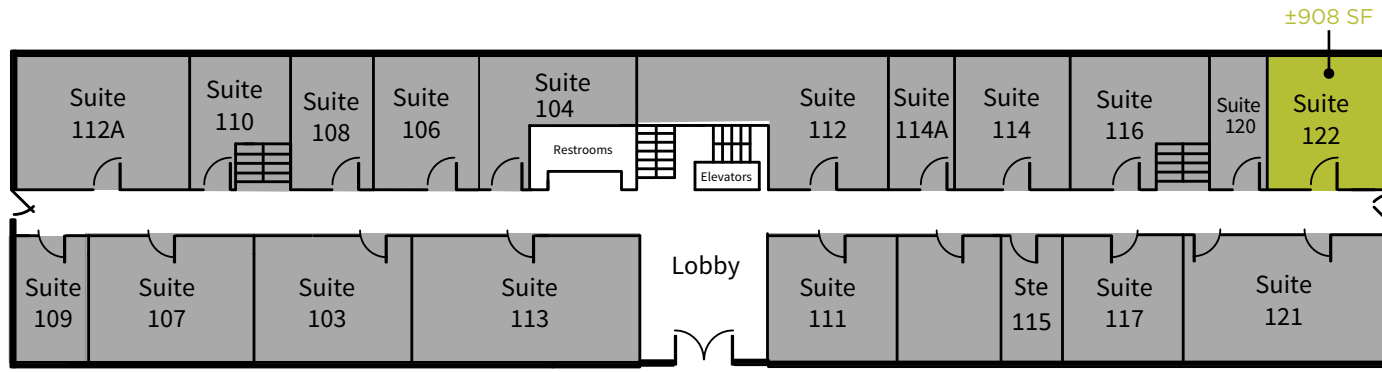 ±908 SF
Suite
112A
Suite
110
Suite
108
Suite
106
Suite
104
Suite
112
Suite
114A
Suite
114
Suite
116
Suite
120
Suite
122
Restrooms
Elevators
Lobby
Suite
109
Suite
107
Suite
103
Suite
113
Suite
111
Ste
115
Suite
117
Suite
121